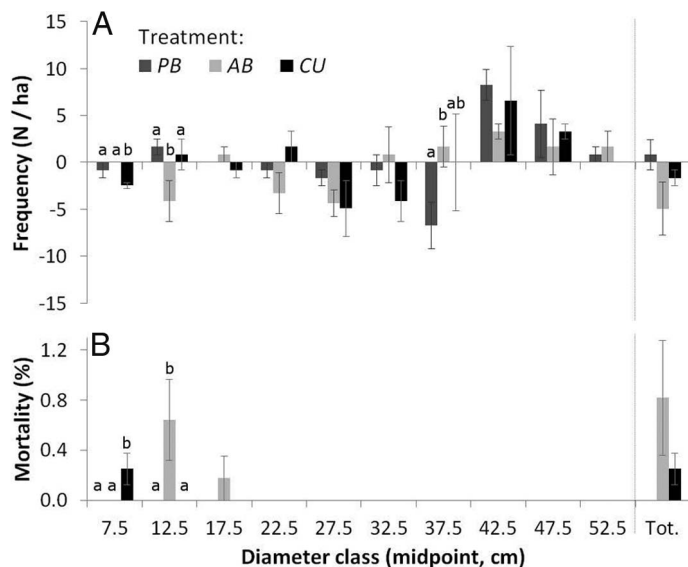 A
Treatment:
PB AB CU
Frequency (N / ha)
15
10
5
0
-5
-10
-15
a a b
a b a
a b ab
B
Mortality (%)
1.2
0.8
0.4
0.0
a a b
a b a
7.5 12.5 17.5 22.5 27.5 32.5 37.5 42.5 47.5 52.5 Tot.
Diameter class (midpoint, cm)